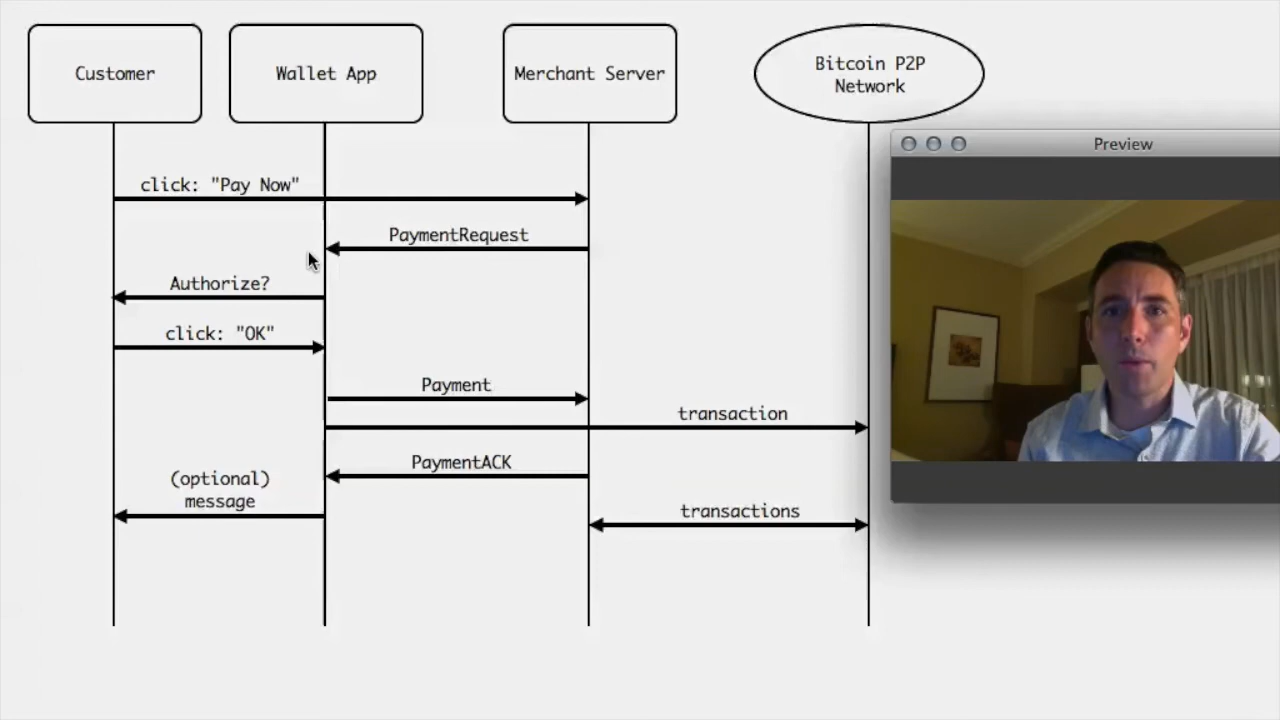 Customer
Wallet App
Merchant Server
Bitcoin P2P
Network
Preview
click: "Pay Now"
PaymentRequest
Authorize?
click: "OK"
Payment
transaction
PaymentACK
(optional)
message
transactions